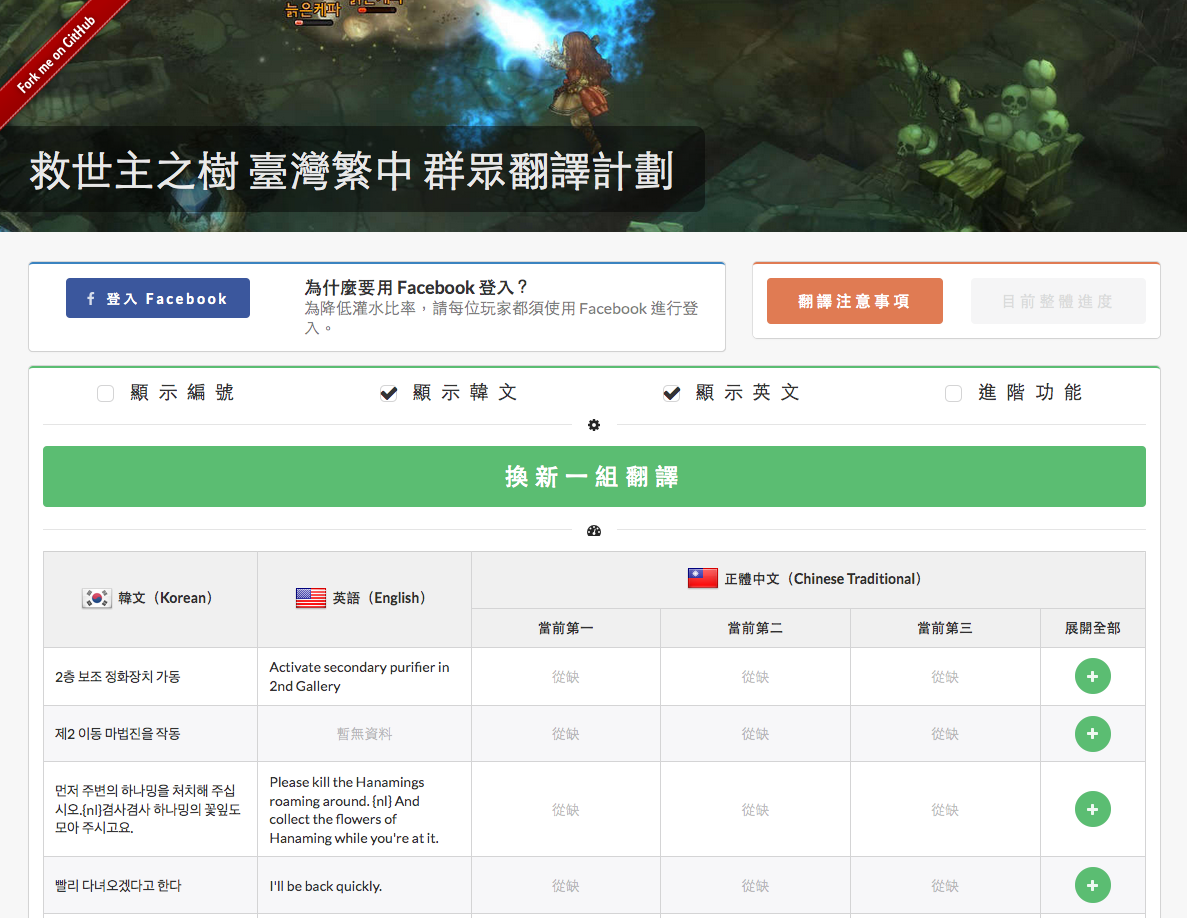 늙은케파
Fork me on GitHub
救世主之樹 臺灣繁中 群眾翻譯計劃
登入 Facebook
為什麼要用 Facebook 登入？
為降低灌水比率，請每位玩家都須使用 Facebook 進行登
入。
翻譯注意事項
目前整體進度
顯示編號
顯示韓文
顯示英文
進階功能
換新一組翻譯
韓文（Korean）
英語（English）
正體中文（Chinese Traditional）
當前第一
當前第二
當前第三
展開全部
2층 보조 정화장치 가동
Activate secondary purifier in
2nd Gallery
從缺
從缺
從缺
제2 이동 마법진을 작동
暫無資料
從缺
從缺
從缺
먼저 주변의 하나밍을 처치해 주십
시오.{nl}겸사겸사 하나밍의 꽃잎도
모아 주시고요.
Please kill the Hanamings
roaming around. {nl} And
collect the flowers of
Hanaming while you're at it.
從缺
從缺
從缺
빨리 다녀오겠다고 한다
I'll be back quickly.
從缺
從缺
從缺